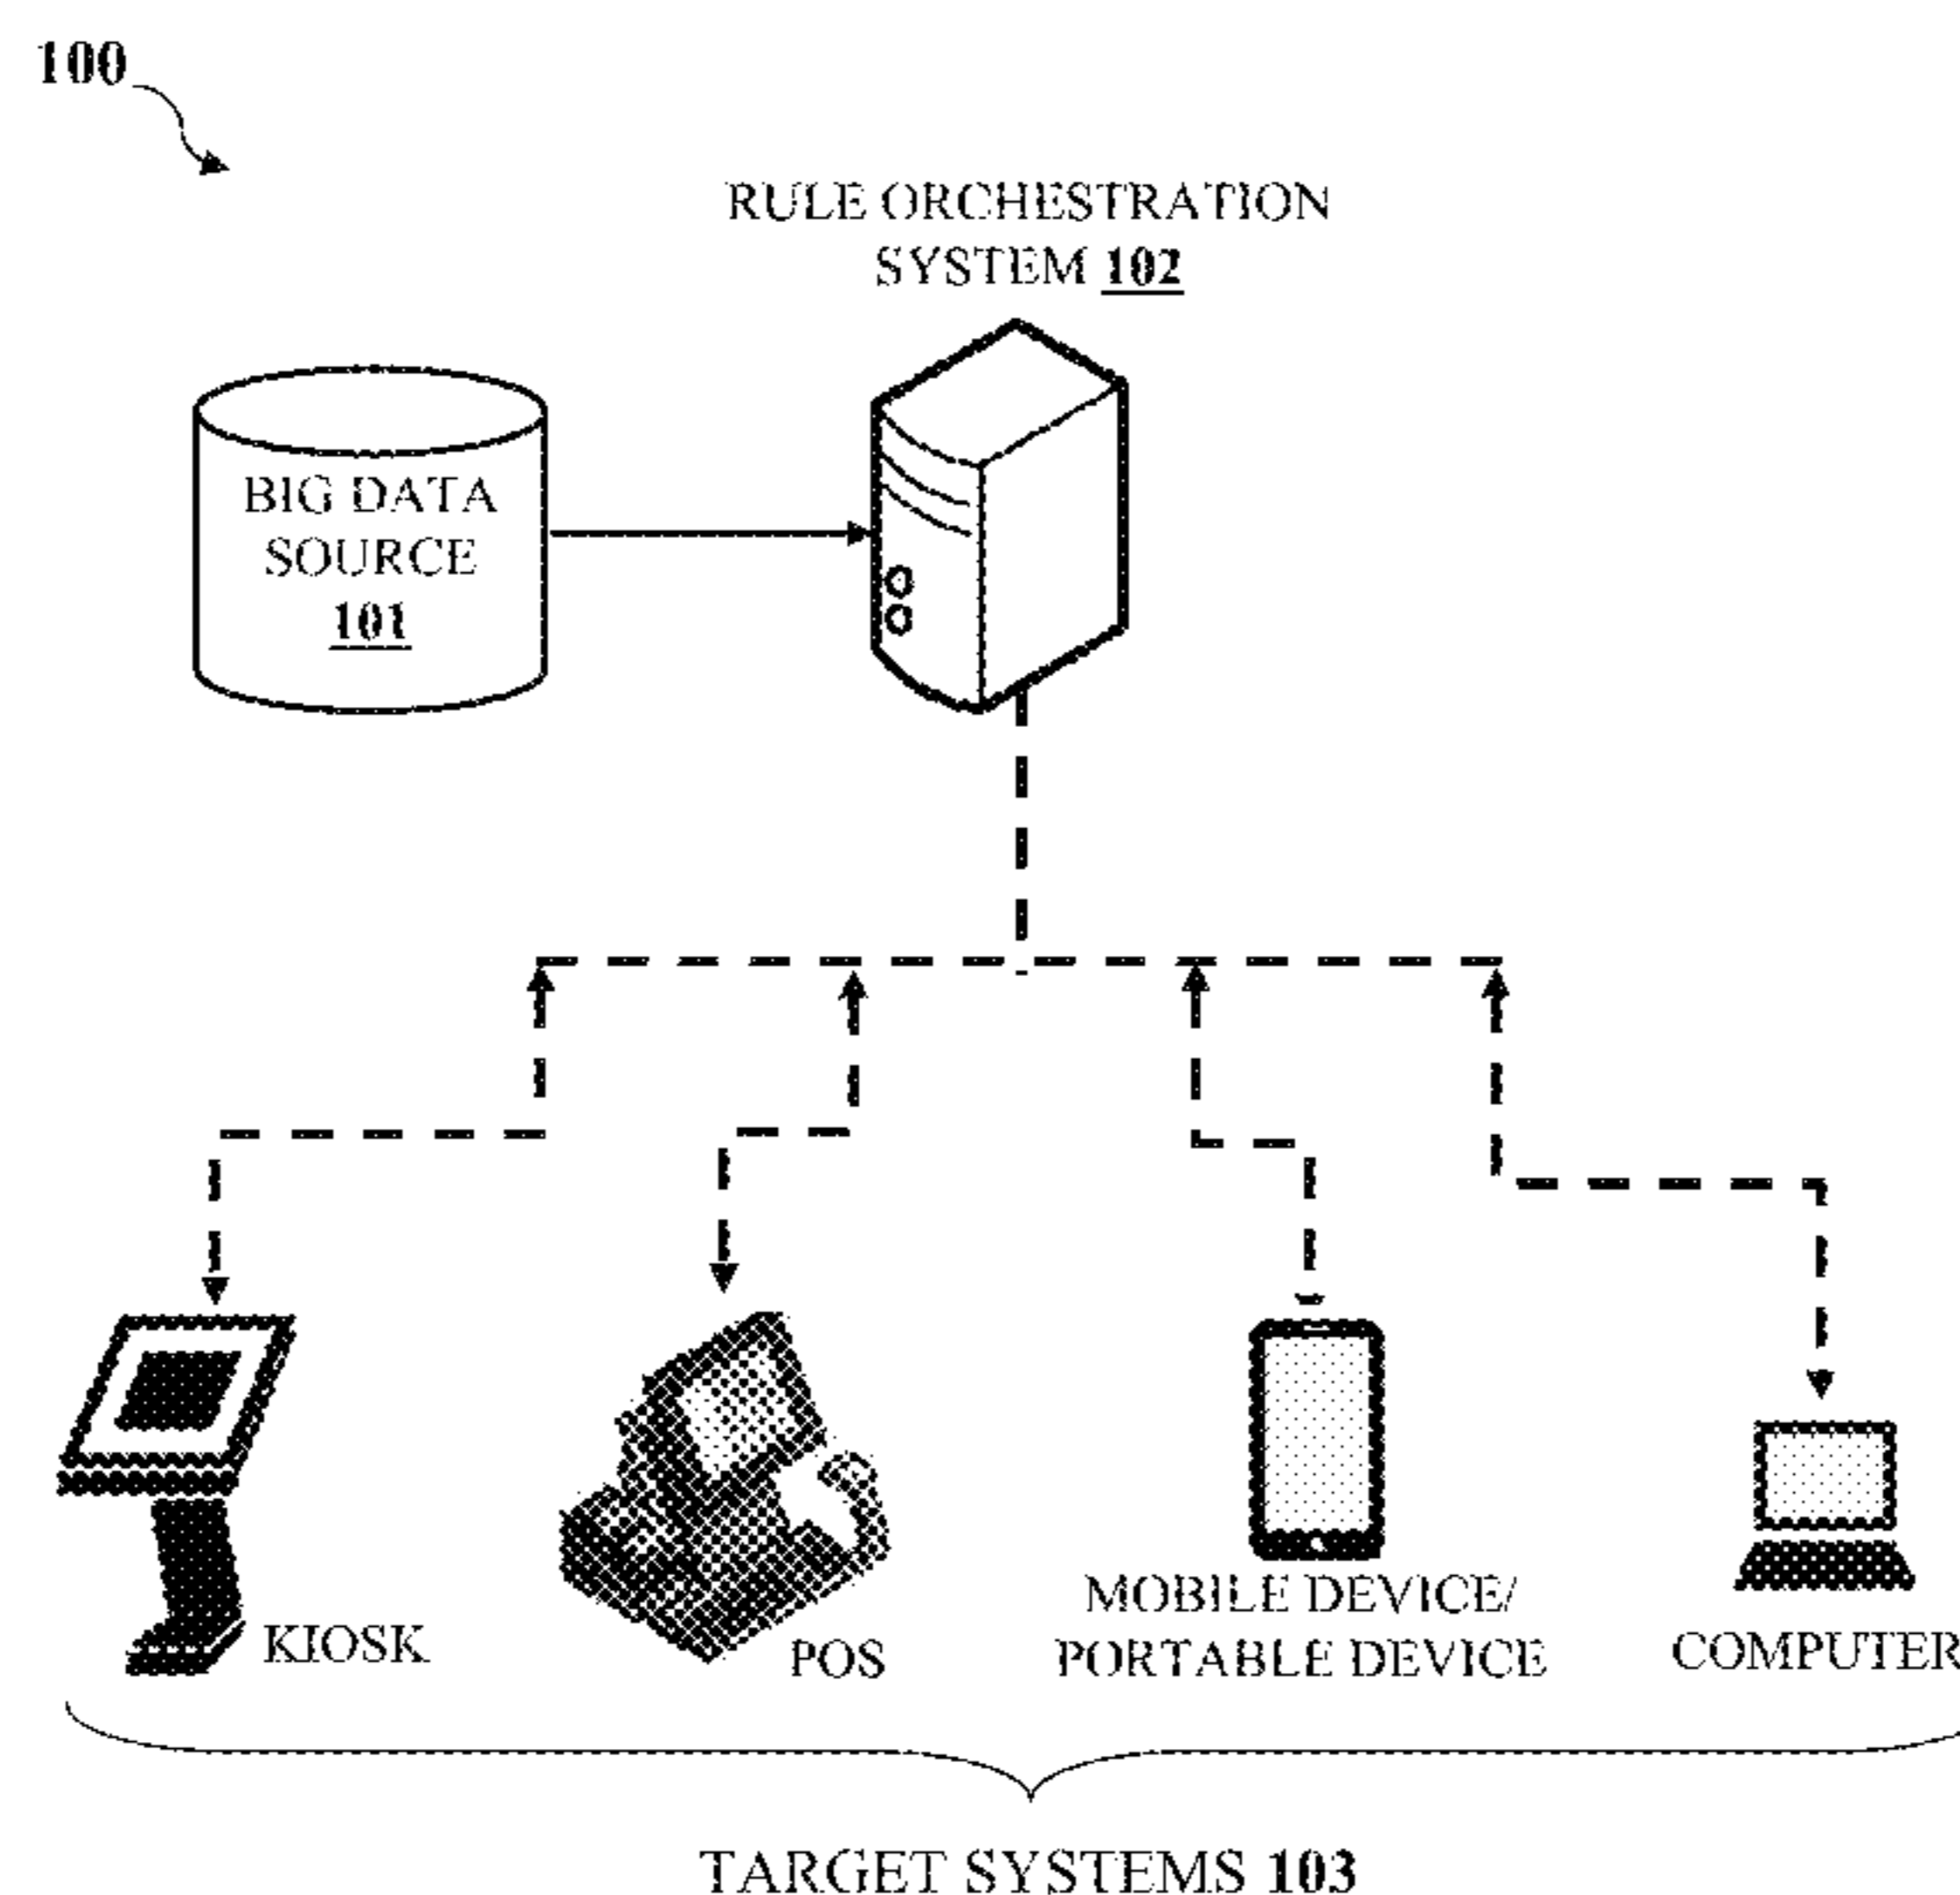 100
RULE ORCHESTRATION
SYSTEM 102
BIG DATA
SOURCE
101
KIOSK
POS
MOBILE DEVICE/
PORTABLE DEVICE
COMPUTER
TARGET SYSTEMS 103